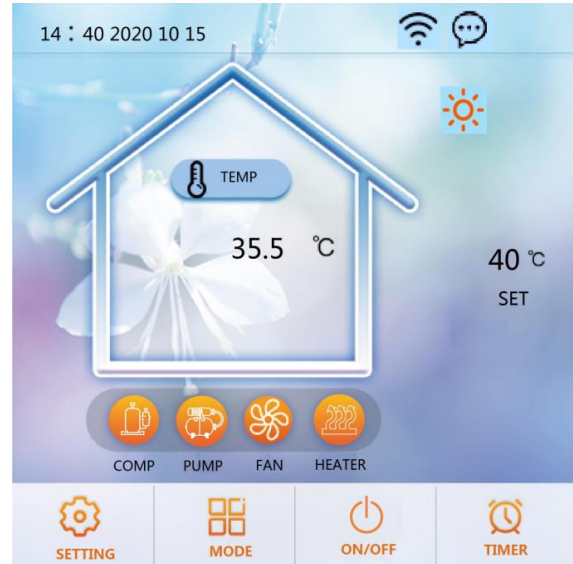 14：40 2020 10 15
TEMP
35.5 ℃
40 ℃
SET
COMP PUMP FAN HEATER
SETTING MODE ON/OFF TIMER